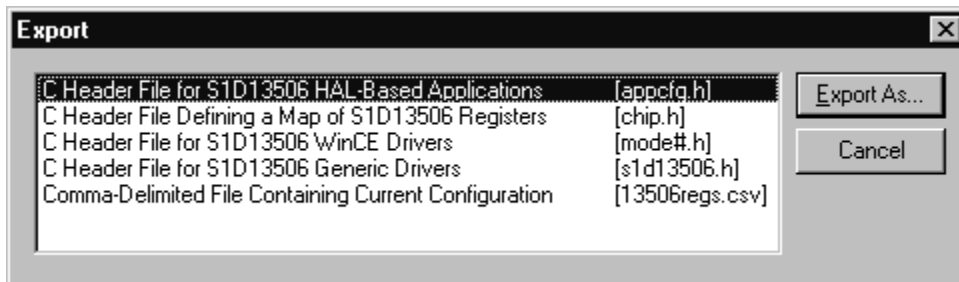 Export
C Header File for S1D13506 HAL-Based Applications [appcfg.h]
C Header File Defining a Map of S1D13506 Registers [chip.h]
C Header File for S1D13506 WinCE Drivers [mode#.h]
C Header File for S1D13506 Generic Drivers [s1d13506.h]
Comma-Delimited File Containing Current Configuration [13506regs.csv]
Export As...
Cancel